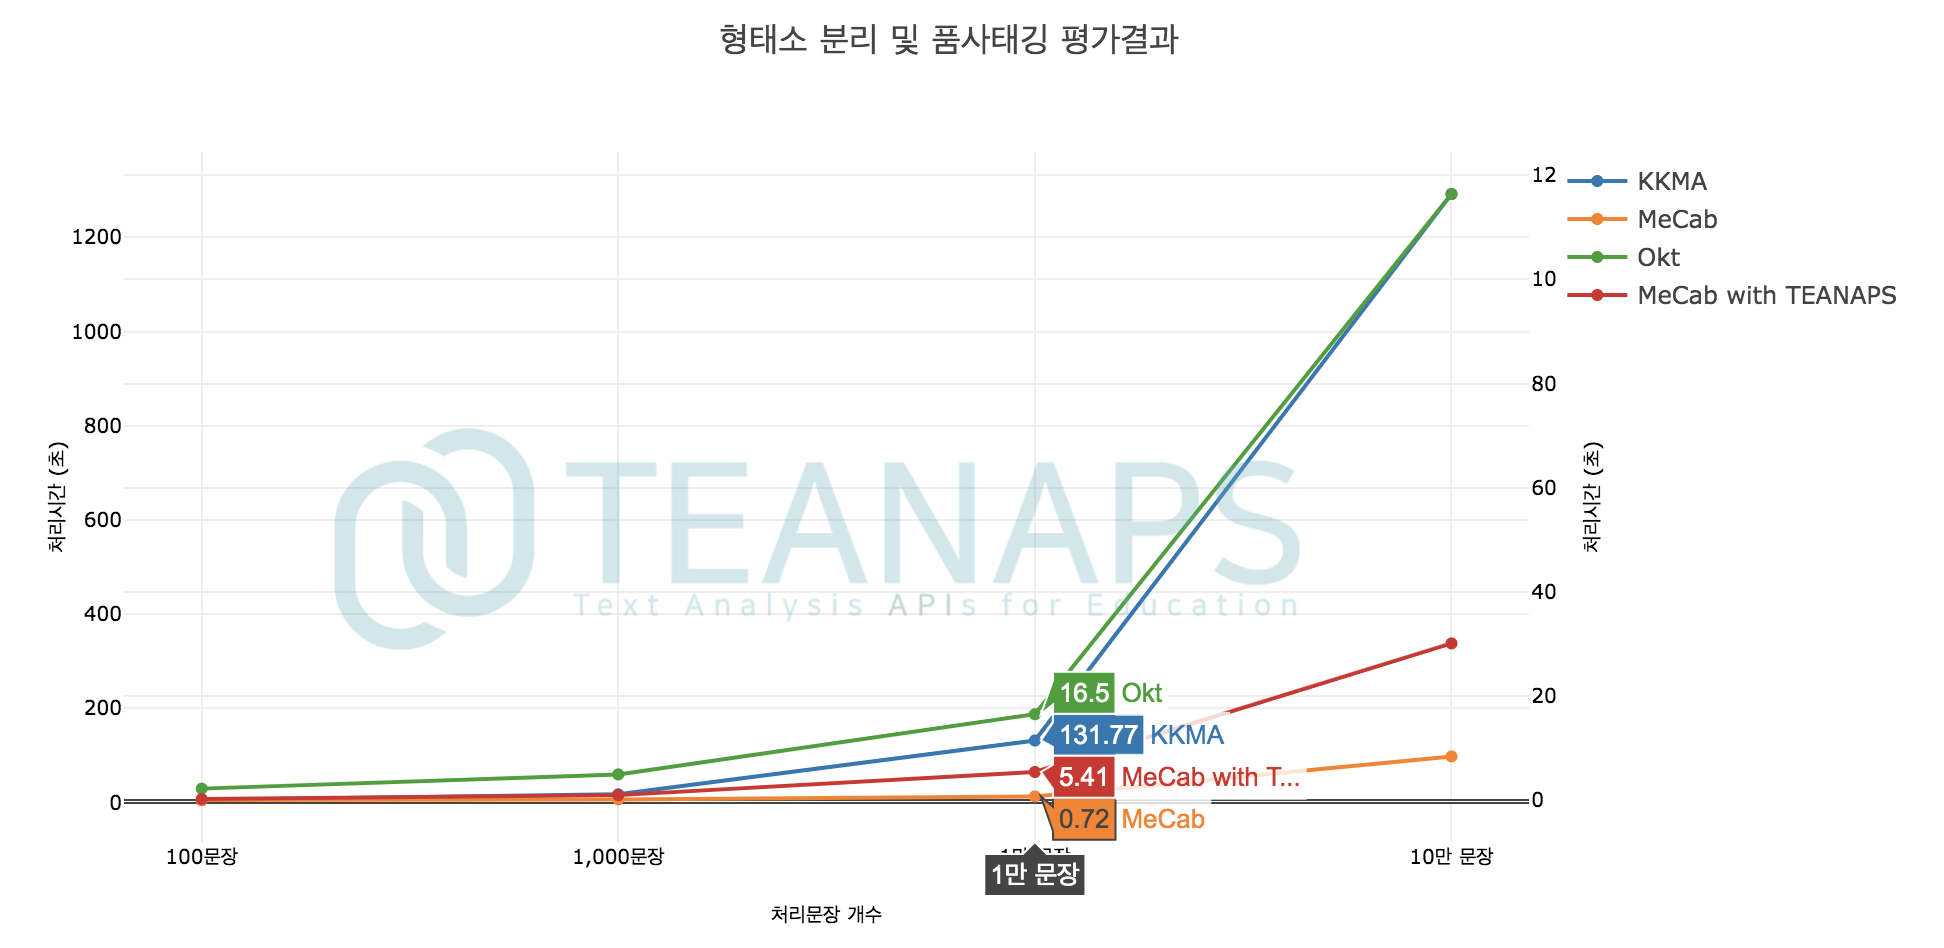 형태소 분리 및 품사태깅 평가결과
1200
1000
800
600
400
200
0
처리시간 (초)
TEANAPS
Text Analysis APIs for Education
16.5 Okt
131.77 KKMA
5.41 MeCab with T...
0.72 MeCab
12
10
80
60
40
20
0
처리시간 (초)
KKMA
MeCab
Okt
MeCab with TEANAPS
100문장
1,000문장
1만 문장
10만 문장
처리문장 개수